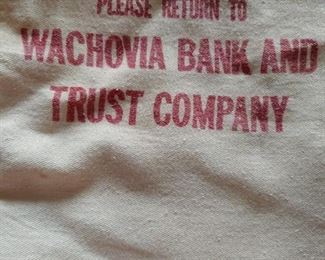 PLEASE RETURN TO
WACHOVIA BANK AND
TRUST COMPANY